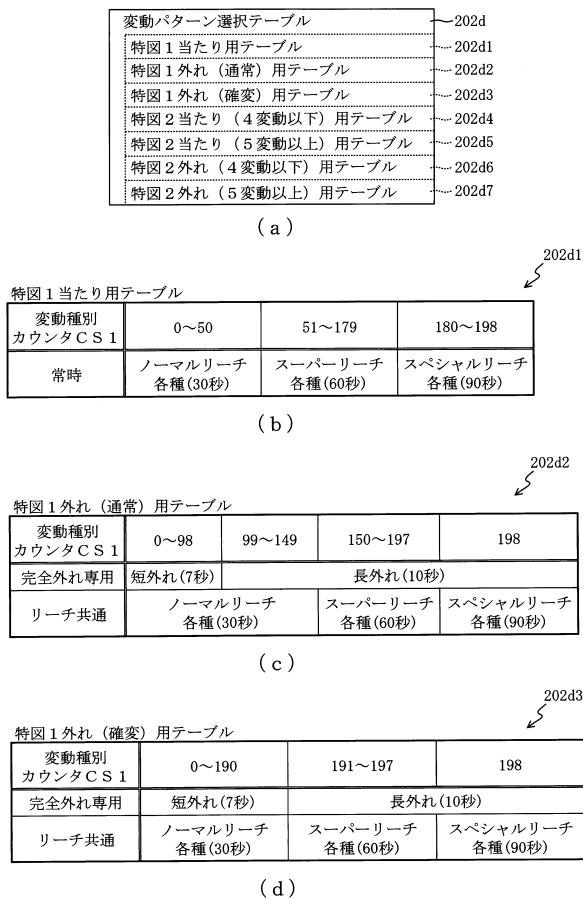 変動パターン選択テーブル 202d
特図1当たり用テーブル 202d1
特図1外れ（通常）用テーブル 202d2
特図1外れ（確変）用テーブル 202d3
特図2当たり（4変動以下）用テーブル 202d4
特図2当たり（5変動以上）用テーブル 202d5
特図2外れ（4変動以下）用テーブル 202d6
特図2外れ（5変動以上）用テーブル 202d7
（a）
202d1
特図1当たり用テーブル
変動種別
カウンタCS1 0～50 51～179 180～198
常時 ノーマルリーチ 各種(30秒) スーパーリーチ 各種(60秒) スペシャルリーチ 各種(90秒)
（b）
202d2
特図1外れ（通常）用テーブル
変動種別
カウンタCS1 0～98 99～149 150～197 198
完全外れ専用 短外れ(7秒) 長外れ(10秒)
リーチ共通 ノーマルリーチ 各種(30秒) スーパーリーチ 各種(60秒) スペシャルリーチ 各種(90秒)
（c）
202d3
特図1外れ（確変）用テーブル
変動種別
カウンタCS1 0～190 191～197 198
完全外れ専用 短外れ(7秒) 長外れ(10秒)
リーチ共通 ノーマルリーチ 各種(30秒) スーパーリーチ 各種(60秒) スペシャルリーチ 各種(90秒)
（d）